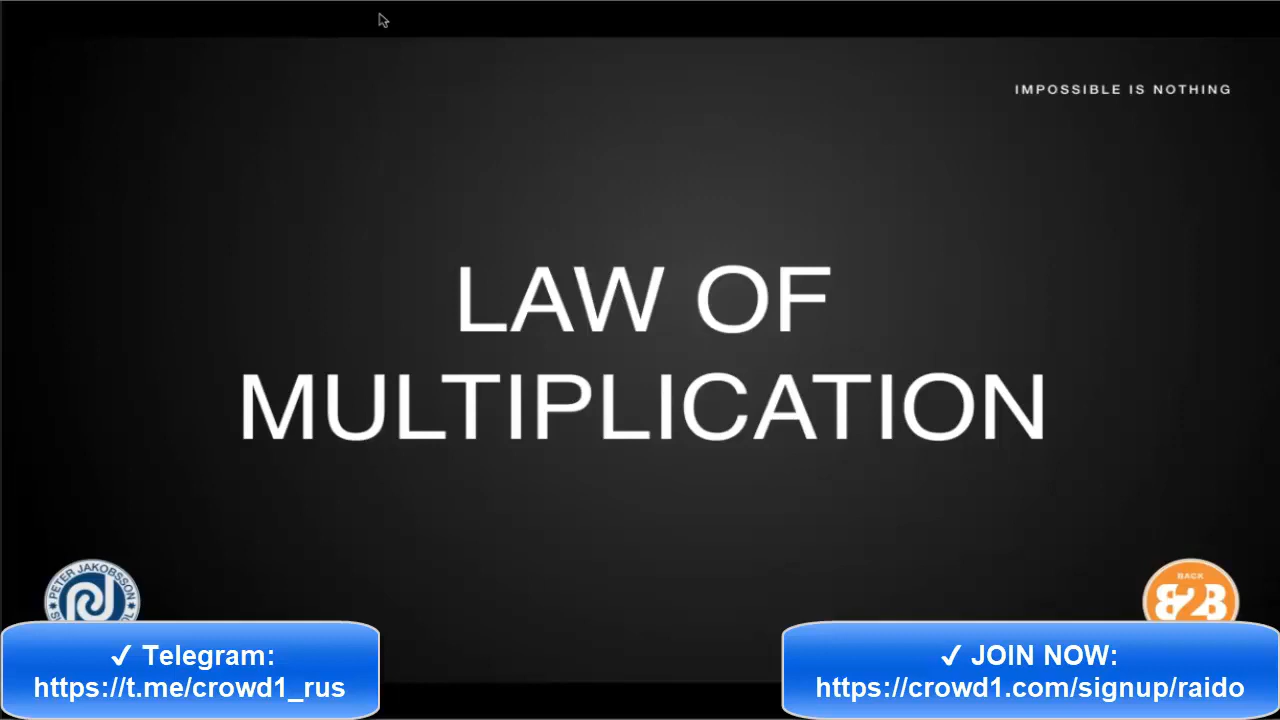 IMPOSSIBLE IS NOTHING
LAW OF
MULTIPLICATION
PETER JAKOBSSON
BACK
B2B
✓ Telegram:
https://t.me/crowd1_rus
✓ JOIN NOW:
https://crowd1.com/signup/raido